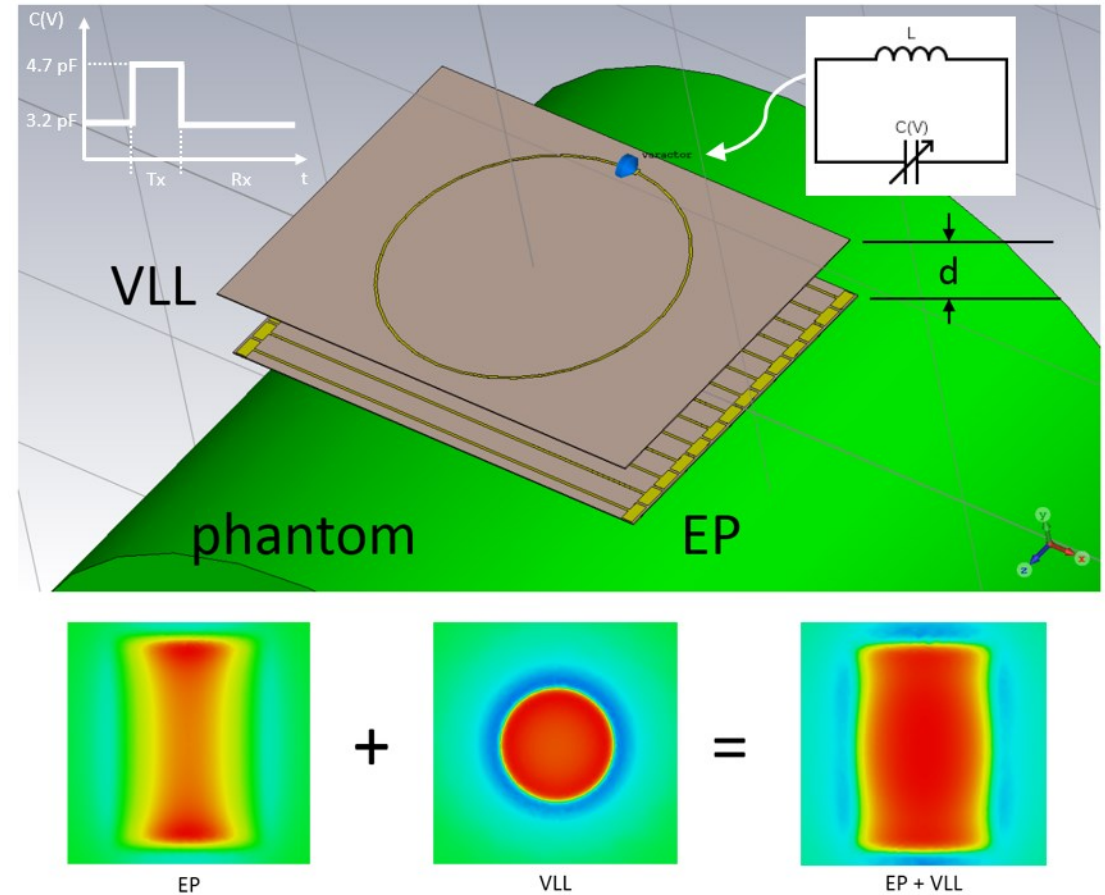 C(V)
4.7 pF
3.2 pF
Tx
Rx
t
L
C(V)
varactor
VLL
d
phantom
EP
y
x
z
+
=
EP
VLL
EP + VLL